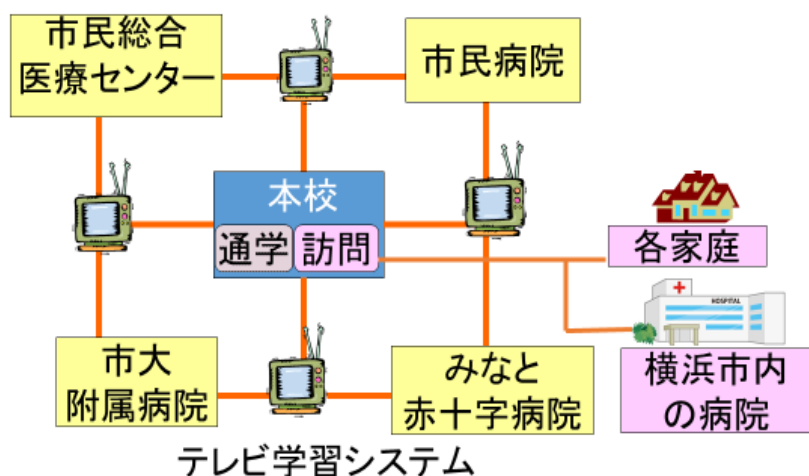 市民総合
医療センター
市民病院
本校
通学
訪問
各家庭
HOSPITAL
市大
附属病院
みなと
赤十字病院
横浜市内
の病院
テレビ学習システム